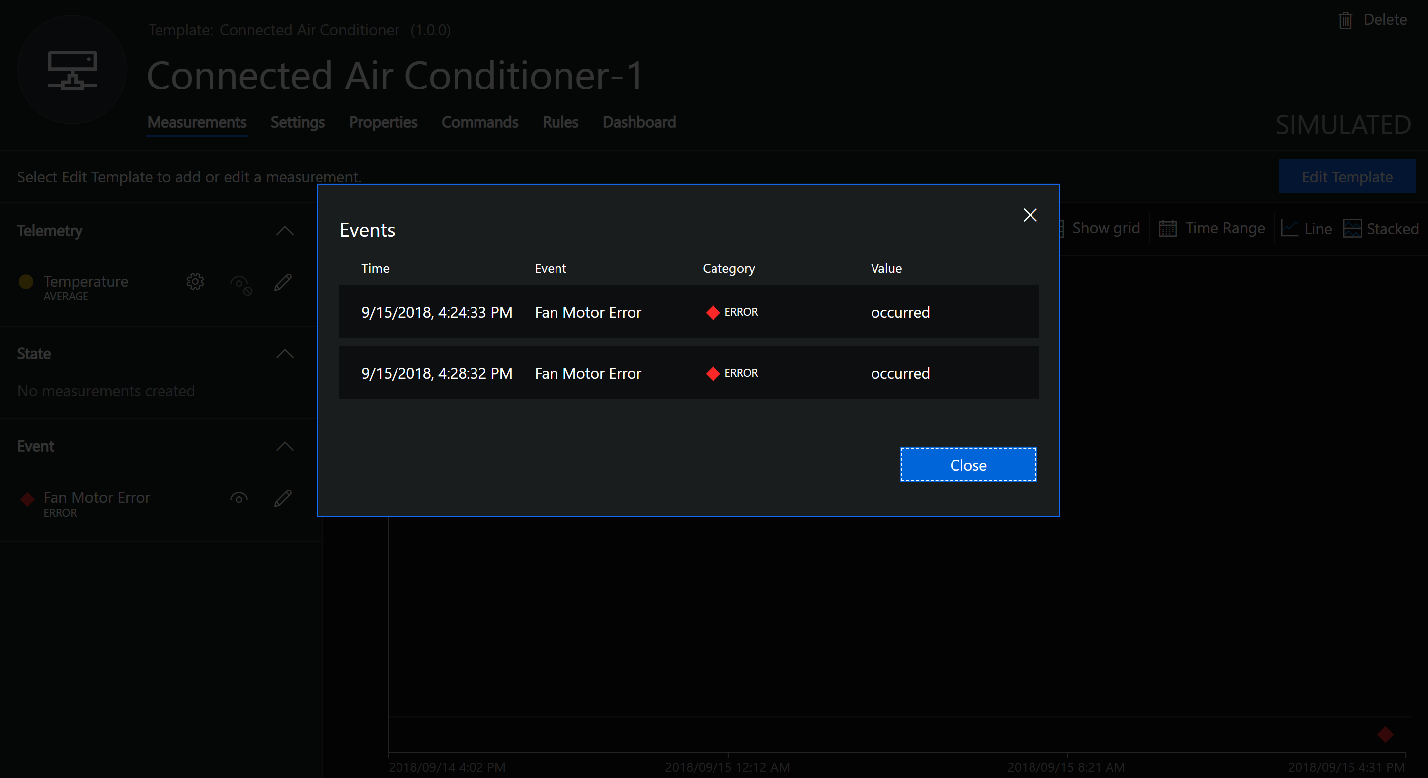 Template: Connected Air Conditioner (1.0.0)
Delete
Connected Air Conditioner-1
Measurements Settings Properties Commands Rules Dashboard
SIMULATED
Select Edit Template to add or edit a measurement.
Edit Template
Telemetry
Show grid Time Range Line Stacked
Temperature
AVERAGE
State
No measurements created
Event
Fan Motor Error
ERROR
Events
Time Event Category Value
9/15/2018, 4:24:33 PM Fan Motor Error ERROR occurred
9/15/2018, 4:28:32 PM Fan Motor Error ERROR occurred
Close
2018/09/14 4:02 PM 2018/09/15 12:12 AM 2018/09/15 8:21 AM 2018/09/15 4:31 PM